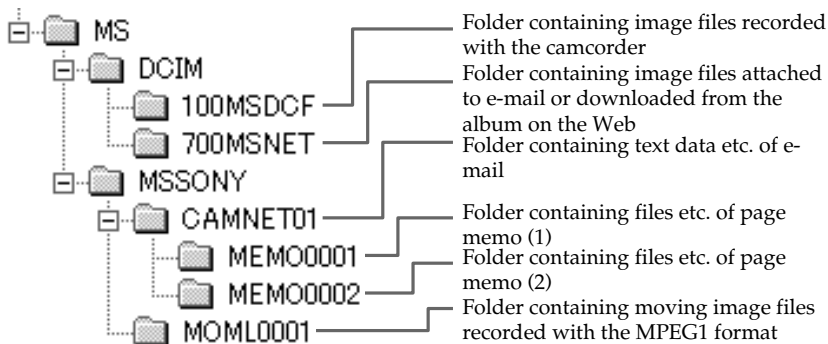 MS
DCIM
100MSDCF
700MSNET
MSSONY
CAMNET01
MEMO0001
MEMO0002
MOML0001
Folder containing image files recorded
with the camcorder
Folder containing image files attached
to e-mail or downloaded from the
album on the Web
Folder containing text data etc. of e-
mail
Folder containing files etc. of page
memo (1)
Folder containing files etc. of page
memo (2)
Folder containing moving image files
recorded with the MPEG1 format